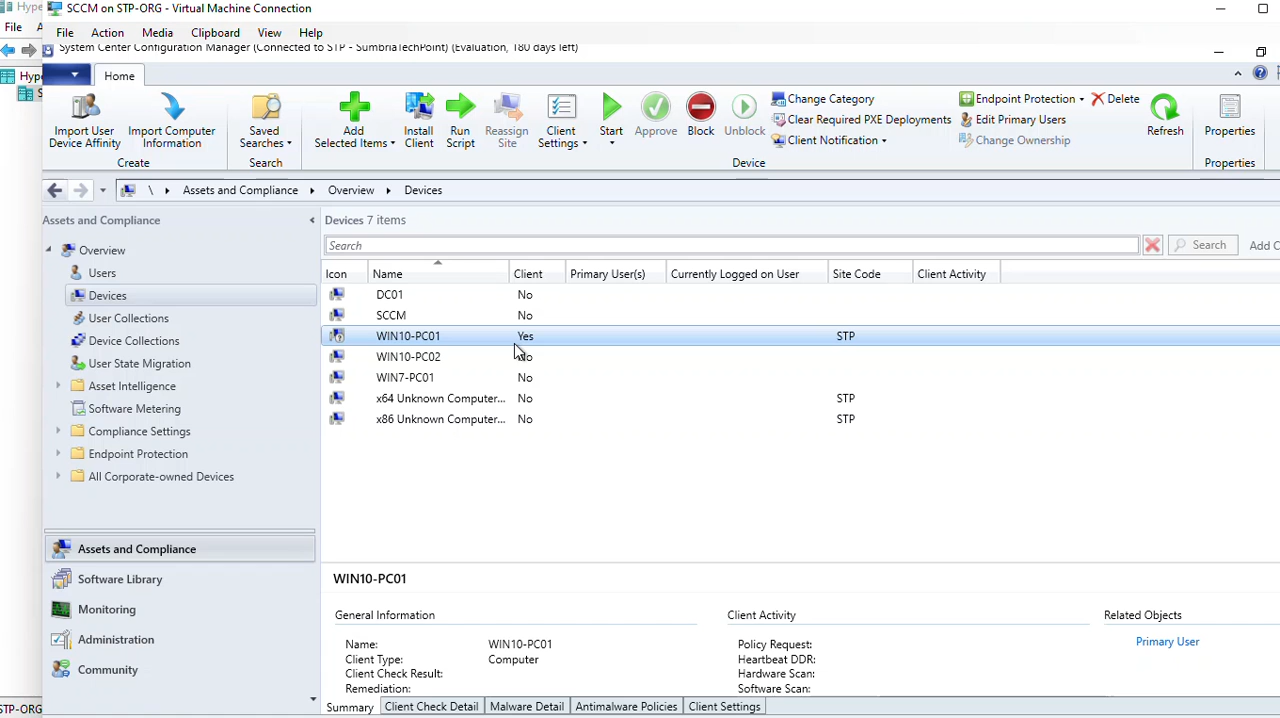 Hype
SCCM on STP-ORG - Virtual Machine Connection
File
File Action Media Clipboard View Help
System Center Configuration Manager (Connected to STP - SumbriaTechPoint) (Evaluation, 180 days left)
Hype
Home
Import User Device Affinity
Import Computer Information
Create
Saved Searches
Search
Add Selected Items
Install Client
Run Script
Reassign Site
Client Settings
Start
Approve
Block
Unblock
Change Category
Clear Required PXE Deployments
Client Notification
Device
Endpoint Protection
Edit Primary Users
Change Ownership
Delete
Refresh
Properties
Properties
\ Assets and Compliance Overview Devices
Assets and Compliance
Overview
Users
Devices
User Collections
Device Collections
User State Migration
Asset Intelligence
Software Metering
Compliance Settings
Endpoint Protection
All Corporate-owned Devices
Assets and Compliance
Software Library
Monitoring
Administration
Community
Devices 7 items
Search Search Add C
Icon Name Client Primary User(s) Currently Logged on User Site Code Client Activity
DC01 No
SCCM No
WIN10-PC01 Yes STP
WIN10-PC02 No
WIN7-PC01 No
x64 Unknown Computer... No STP
x86 Unknown Computer... No STP
WIN10-PC01
General Information
Name: WIN10-PC01
Client Type: Computer
Client Check Result:
Remediation:
Client Activity
Policy Request:
Heartbeat DDR:
Hardware Scan:
Software Scan:
Related Objects
Primary User
Summary Client Check Detail Malware Detail Antimalware Policies Client Settings
STP-ORG